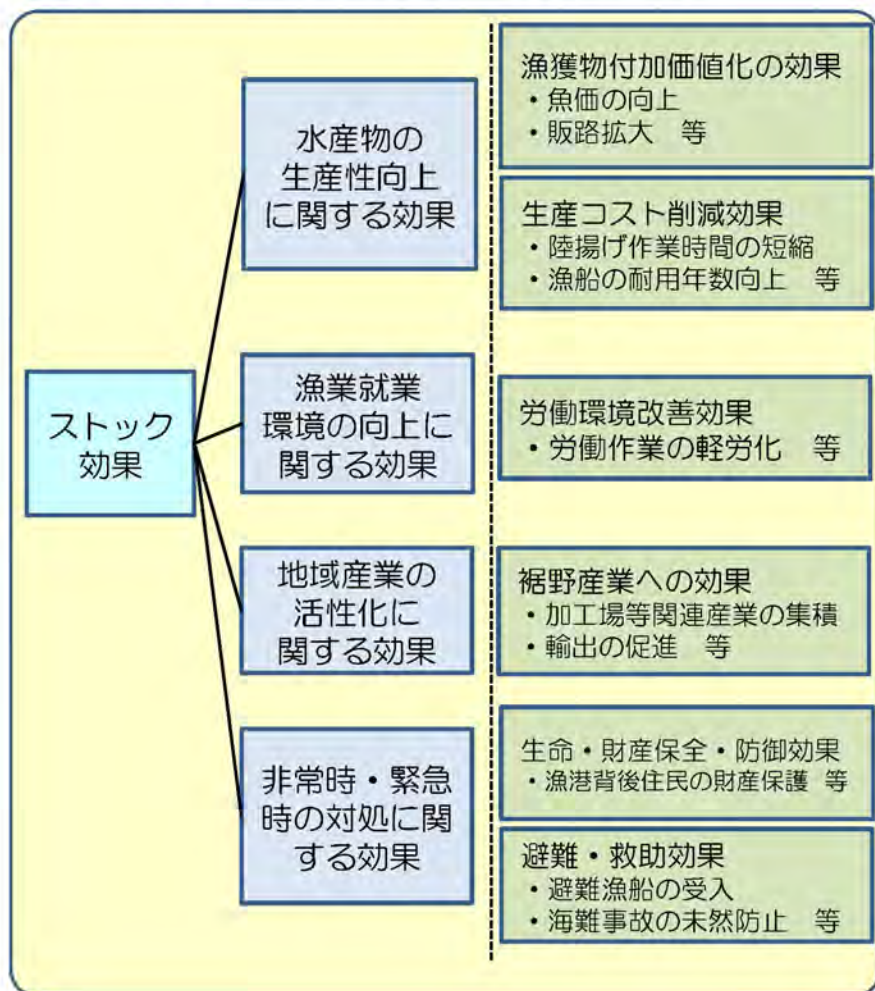 ストック
効果
水産物の
生産性向上
に関する効果
漁獲物付加価値化の効果
・魚価の向上
・販路拡大　等
生産コスト削減効果
・陸揚げ作業時間の短縮
・漁船の耐用年数向上　等
漁業就業
環境の向上に
関する効果
労働環境改善効果
・労働作業の軽労化　等
地域産業の
活性化に
関する効果
裾野産業への効果
・加工場等関連産業の集積
・輸出の促進　等
非常時・緊急
時の対処に関
する効果
生命・財産保全・防御効果
・漁港背後住民の財産保護 等
避難・救助効果
・避難漁船の受入
・海難事故の未然防止　等